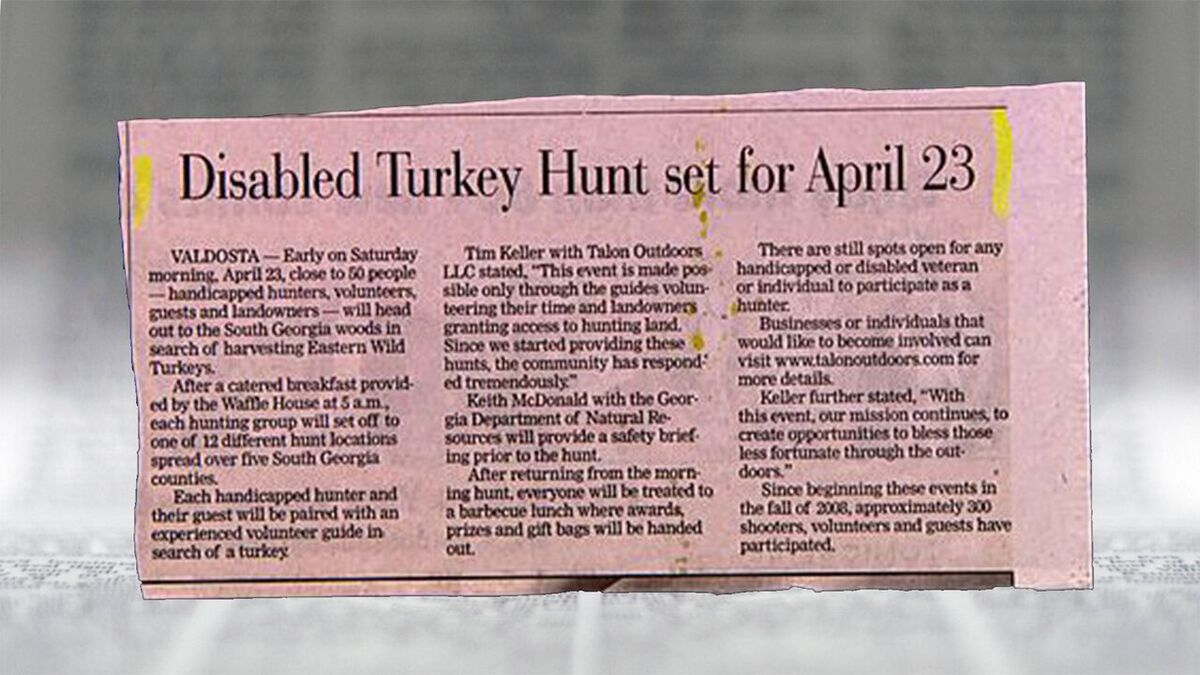 Disabled Turkey Hunt set for April 23
VALDOSTA — Early on Saturday
morning, April 23, close to 50 people
— handicapped hunters, volunteers,
guests and landowners — will head
out to the South Georgia woods in
search of harvesting Eastern Wild
Turkeys.
After a catered breakfast provid-
ed by the Waffle House at 5 a.m.,
each hunting group will set off to
one of 12 different hunt locations
spread over five South Georgia
counties.
Each handicapped hunter and
their guest will be paired with an
experienced volunteer guide in
search of a turkey.
Tim Keller with Talon Outdoors
LLC stated, "This event is made pos-
sible only through the guides volun-
teering their time and landowners
granting access to hunting land.
Since we started providing these
hunts, the community has respond-
ed tremendously."
Keith McDonald with the Geor-
gia Department of Natural Re-
sources will provide a safety brief-
ing prior to the hunt.
After returning from the morn-
ing hunt, everyone will be treated to
a barbecue lunch where awards,
prizes and gift bags will be handed
out.
There are still spots open for any
handicapped or disabled veteran
or individual to participate as a
hunter.
Businesses or individuals that
would like to become involved can
visit www.talonoutdoors.com for
more details.
Keller further stated, "With
this event, our mission continues, to
create opportunities to bless those
less fortunate through the out-
doors."
Since beginning these events in
the fall of 2008, approximately 300
shooters, volunteers and guests have
participated.